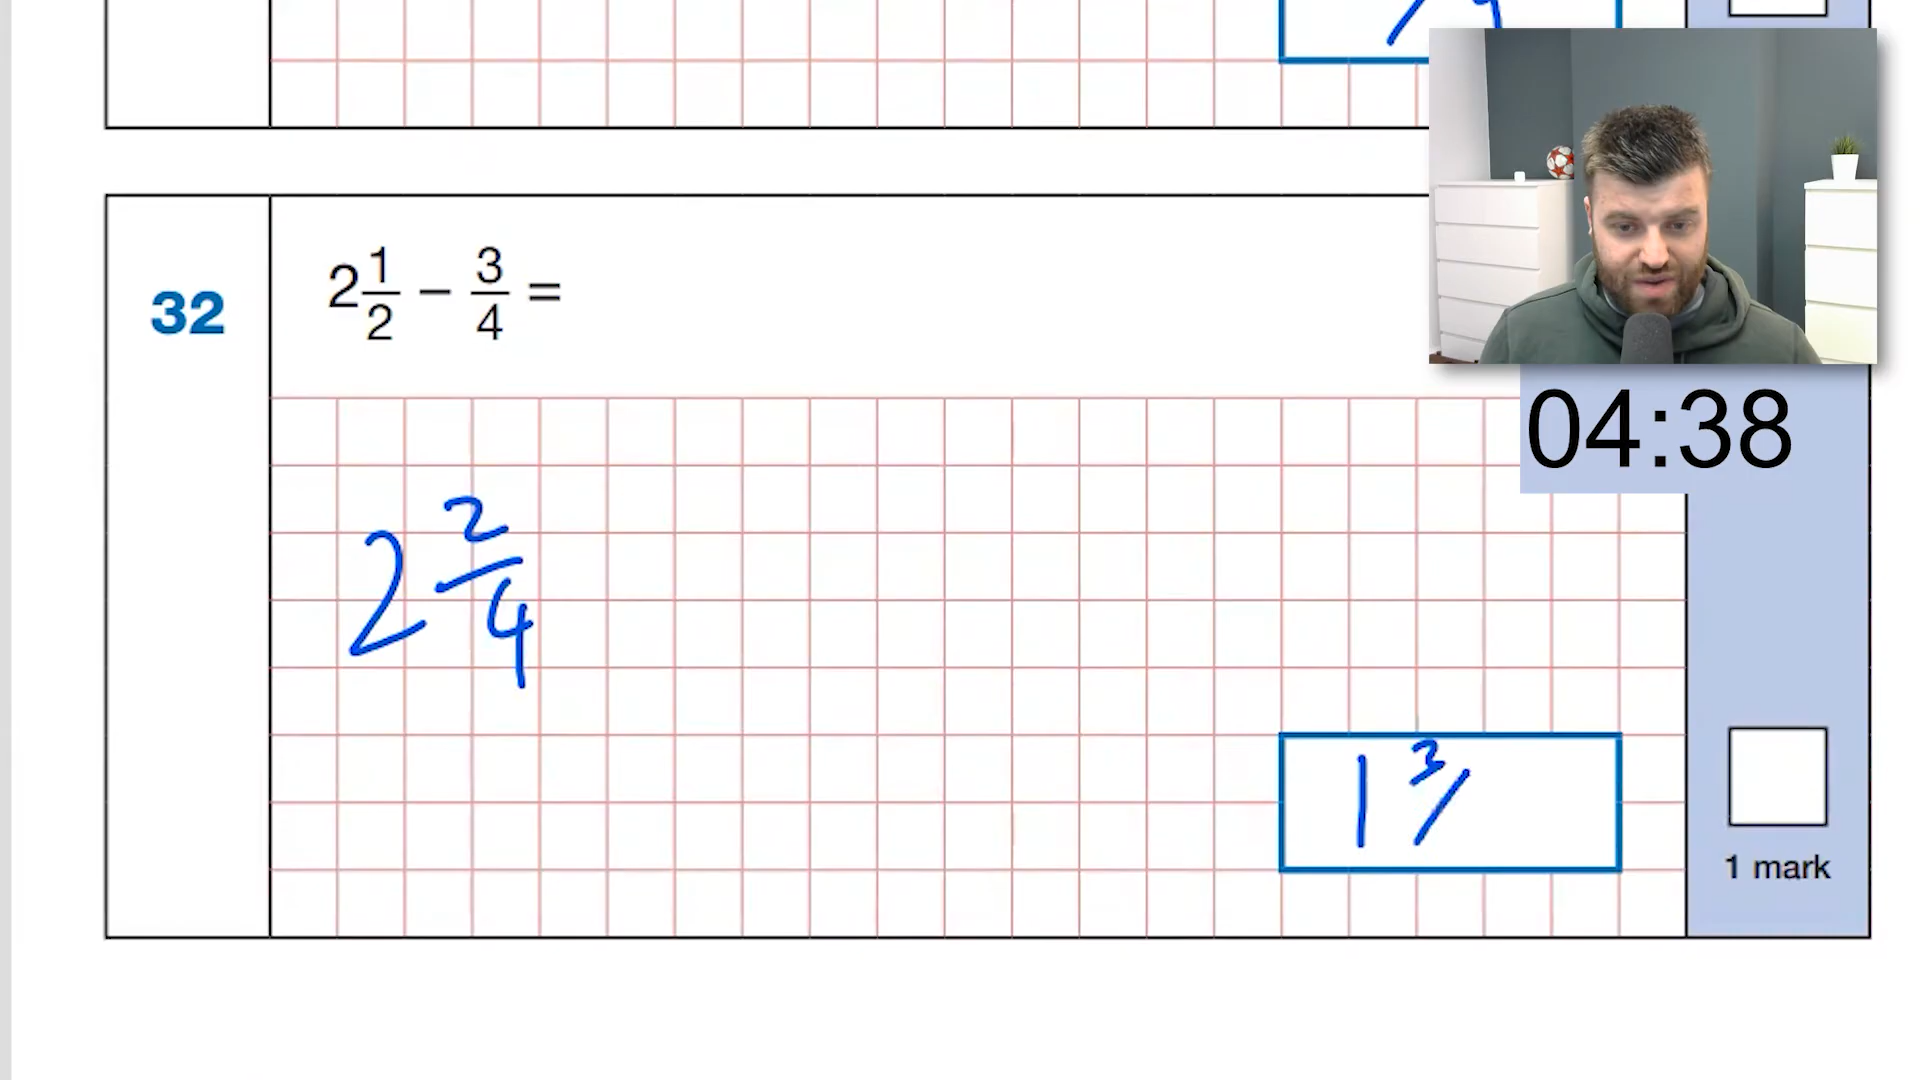 32
2 1/2 − 3/4 =
04:38
2 2/4
1 3/
1 mark